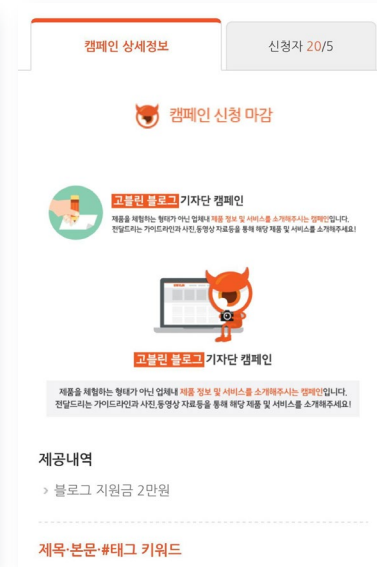 캠페인 상세정보
신청자 20/5
캠페인 신청 마감
고블린 블로그 기자단 캠페인
제품을 체험하는 형태가 아닌 업체내 제품 정보 및 서비스를 소개해주시는 캠페인입니다.
전달드리는 가이드라인과 사진,동영상 자료등을 통해 해당 제품 및 서비스를 소개해주세요!
고블린 블로그 기자단 캠페인
제품을 체험하는 형태가 아닌 업체내 제품 정보 및 서비스를 소개해주시는 캠페인입니다.
전달드리는 가이드라인과 사진,동영상 자료등을 통해 해당 제품 및 서비스를 소개해주세요!
제공내역
> 블로그 지원금 2만원
제목·본문·#태그 키워드